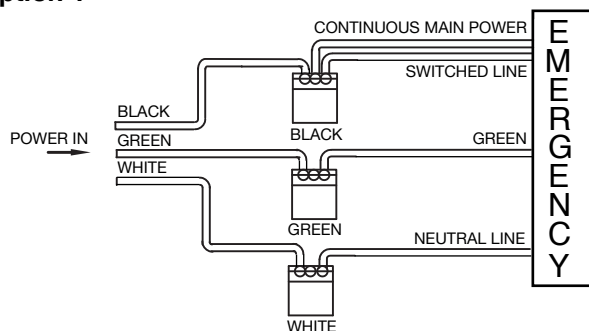 CONTINUOUS MAIN POWER
SWITCHED LINE
BLACK
BLACK
POWER IN
GREEN
GREEN
WHITE
GREEN
NEUTRAL LINE
WHITE
EMERGENCY